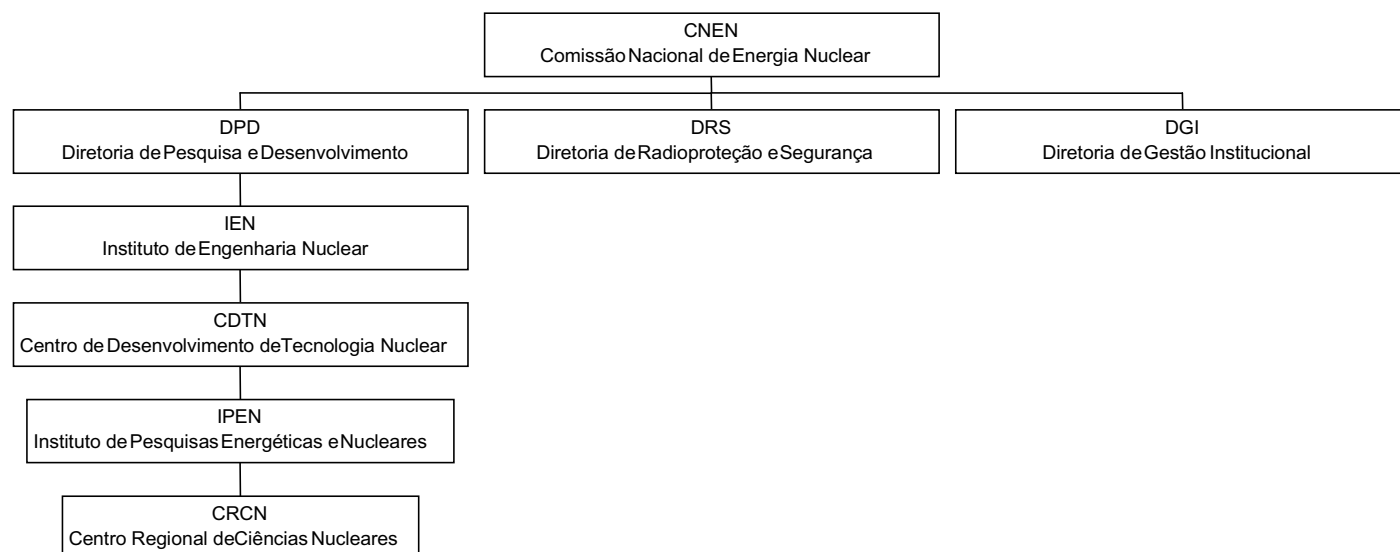 CNEN
Comissão Nacional de Energia Nuclear
DPD
Diretoria de Pesquisa e Desenvolvimento
DRS
Diretoria de Radioproteção e Segurança
DGI
Diretoria de Gestão Institucional
IEN
Instituto de Engenharia Nuclear
CDTN
Centro de Desenvolvimento de Tecnologia Nuclear
IPEN
Instituto de Pesquisas Energéticas e Nucleares
CRCN
Centro Regional de Ciências Nucleares